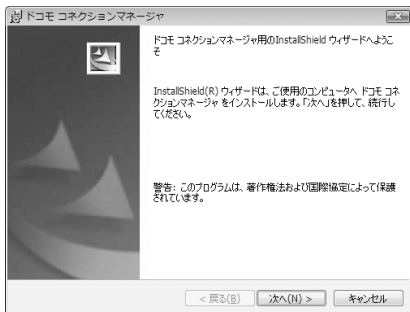 ドコモ コネクションマネージャ
ドコモ コネクションマネージャ用のInstallShield ウィザードへようこ
そ
InstallShield(R) ウィザードは、ご使用のコンピュータへ ドコモ コネ
クションマネージャ をインストールします。「次へ」を押して、続行し
てください。
警告: このプログラムは、著作権法および国際協定によって保護
されています。
< 戻る(B)
次へ(N) >
キャンセル